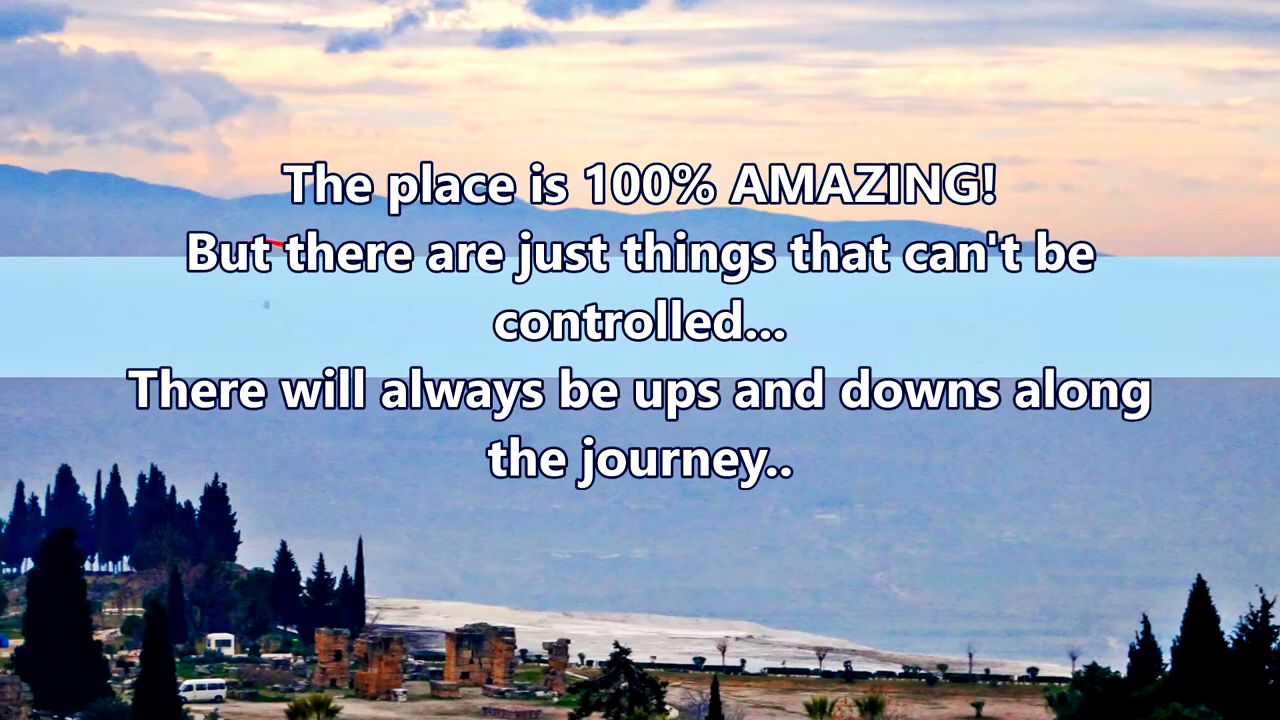 The place is 100% AMAZING!
But there are just things that can't be
controlled...
There will always be ups and downs along
the journey..